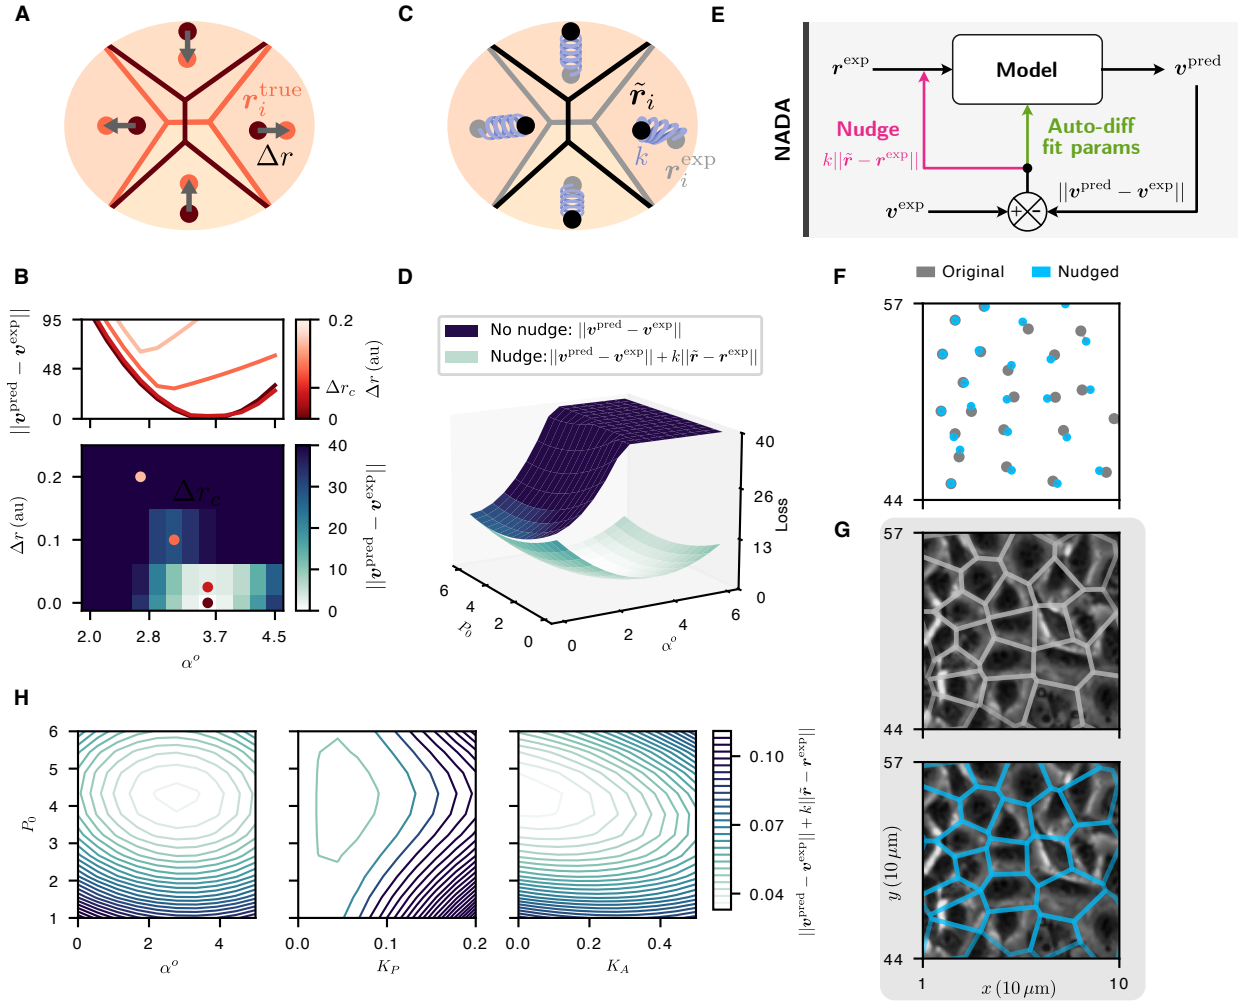 A
r_i^true
Δr
C
r̃_i
k
r_i^exp
E
NADA
r^exp
Model
v^pred
Nudge
k||r̃ − r^exp||
Auto-diff
fit params
||v^pred − v^exp||
v^exp
+
−
B
||v^pred − v^exp||
95
48
0
0.2
Δr_c
0.0
Δr (au)
Δr (au)
0.2
0.1
0.0
Δr_c
2.0
2.8
3.7
4.5
α^o
40
30
20
10
0
||v^pred − v^exp||
D
No nudge: ||v^pred − v^exp||
Nudge: ||v^pred − v^exp|| + k||r̃ − r^exp||
40
26
13
0
Loss
6
4
2
0
P_0
0
2
4
6
α^o
F
Original
Nudged
57
44
G
57
44
57
44
y (10 μm)
1
10
x (10 μm)
H
6
5
4
3
2
1
P_0
0
2
4
α^o
0.0
0.2
K_P
0.0
0.2
0.4
K_A
0.10
0.07
0.04
||v^pred − v^exp|| + k||r̃ − r^exp||